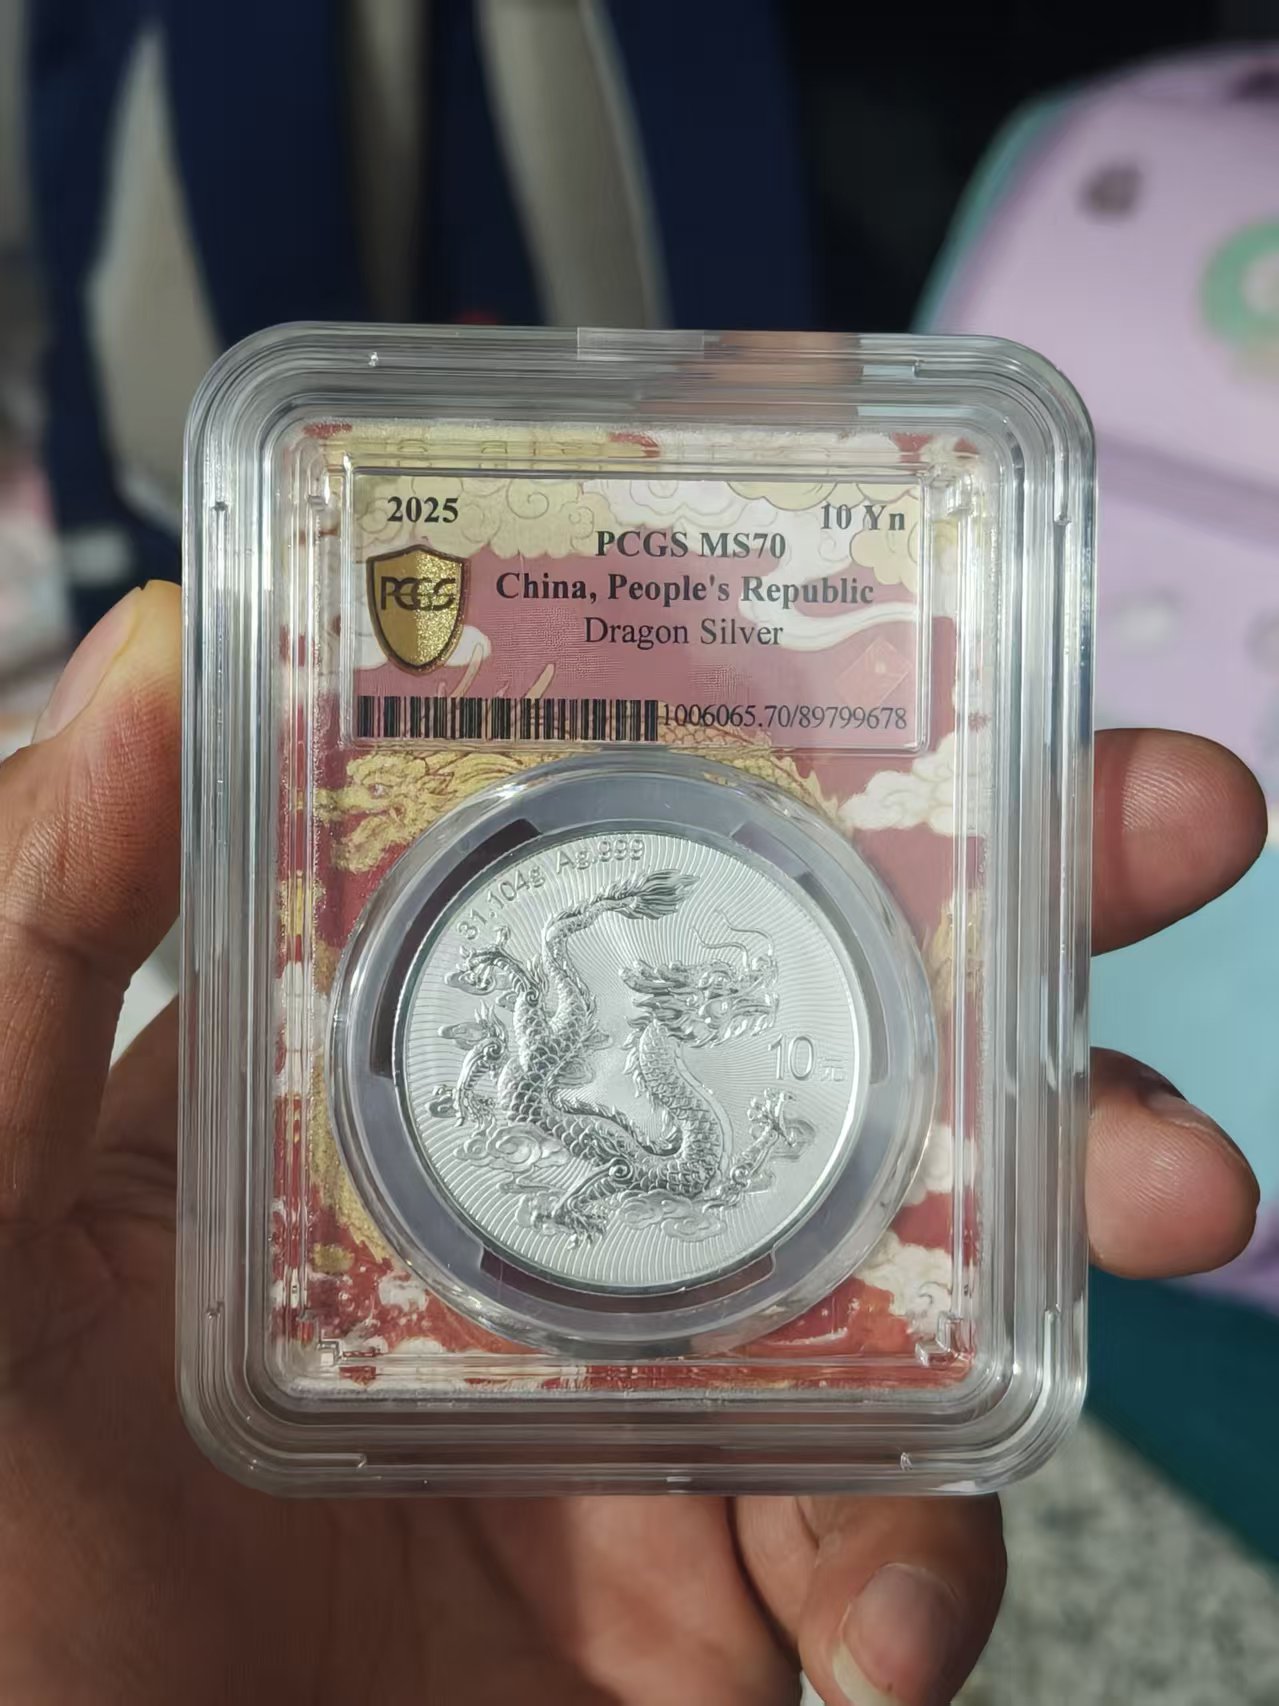 2025
10 Yn
PCGS MS70
PCGS
China, People's Republic
Dragon Silver
1006065.70/89799678
31.104g Ag.999
10元